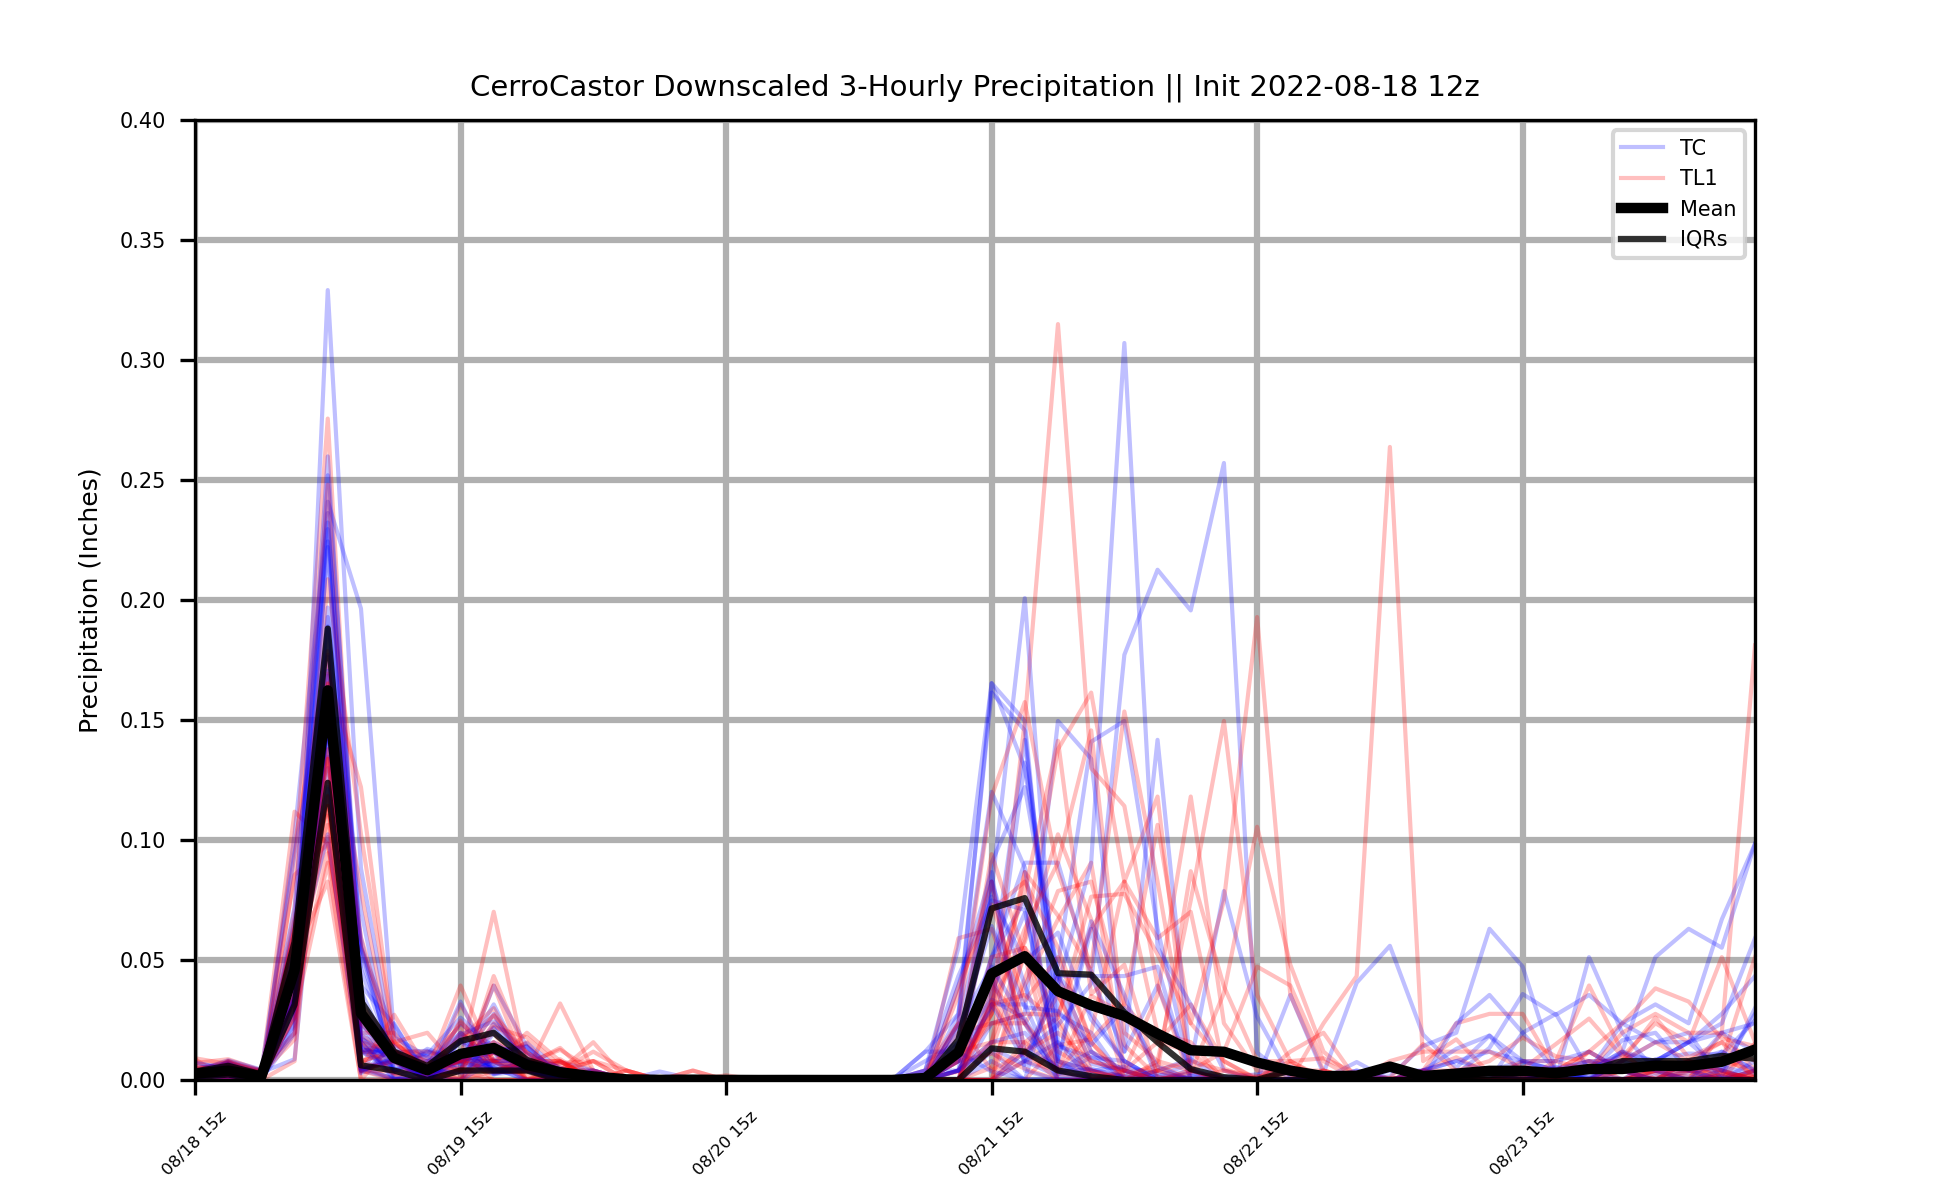 CerroCastor Downscaled 3-Hourly Precipitation || Init 2022-08-18 12z
TC
TL1
Mean
IQRs
Precipitation (Inches)
0.40
0.35
0.30
0.25
0.20
0.15
0.10
0.05
0.00
08/18 15z
08/19 15z
08/20 15z
08/21 15z
08/22 15z
08/23 15z